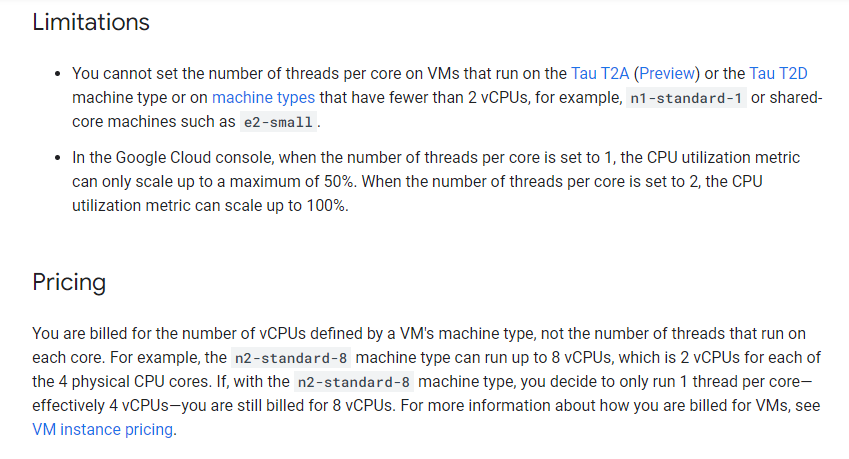 Limitations
• You cannot set the number of threads per core on VMs that run on the Tau T2A (Preview) or the Tau T2D
machine type or on machine types that have fewer than 2 vCPUs, for example, n1-standard-1 or shared-
core machines such as e2-small.
• In the Google Cloud console, when the number of threads per core is set to 1, the CPU utilization metric
can only scale up to a maximum of 50%. When the number of threads per core is set to 2, the CPU
utilization metric can scale up to 100%.
Pricing
You are billed for the number of vCPUs defined by a VM's machine type, not the number of threads that run on
each core. For example, the n2-standard-8 machine type can run up to 8 vCPUs, which is 2 vCPUs for each of
the 4 physical CPU cores. If, with the n2-standard-8 machine type, you decide to only run 1 thread per core—
effectively 4 vCPUs—you are still billed for 8 vCPUs. For more information about how you are billed for VMs, see
VM instance pricing.